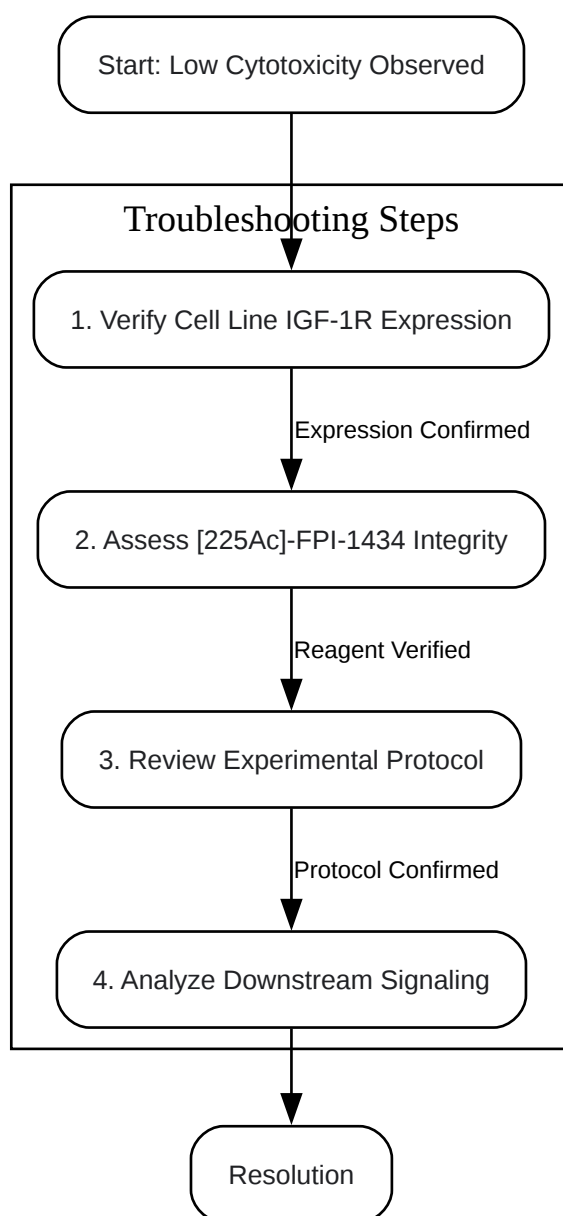 Start: Low Cytotoxicity Observed
Troubleshooting Steps
1. Verify Cell Line IGF-1R Expression
Expression Confirmed
2. Assess [225Ac]-FPI-1434 Integrity
Reagent Verified
3. Review Experimental Protocol
Protocol Confirmed
4. Analyze Downstream Signaling
Resolution